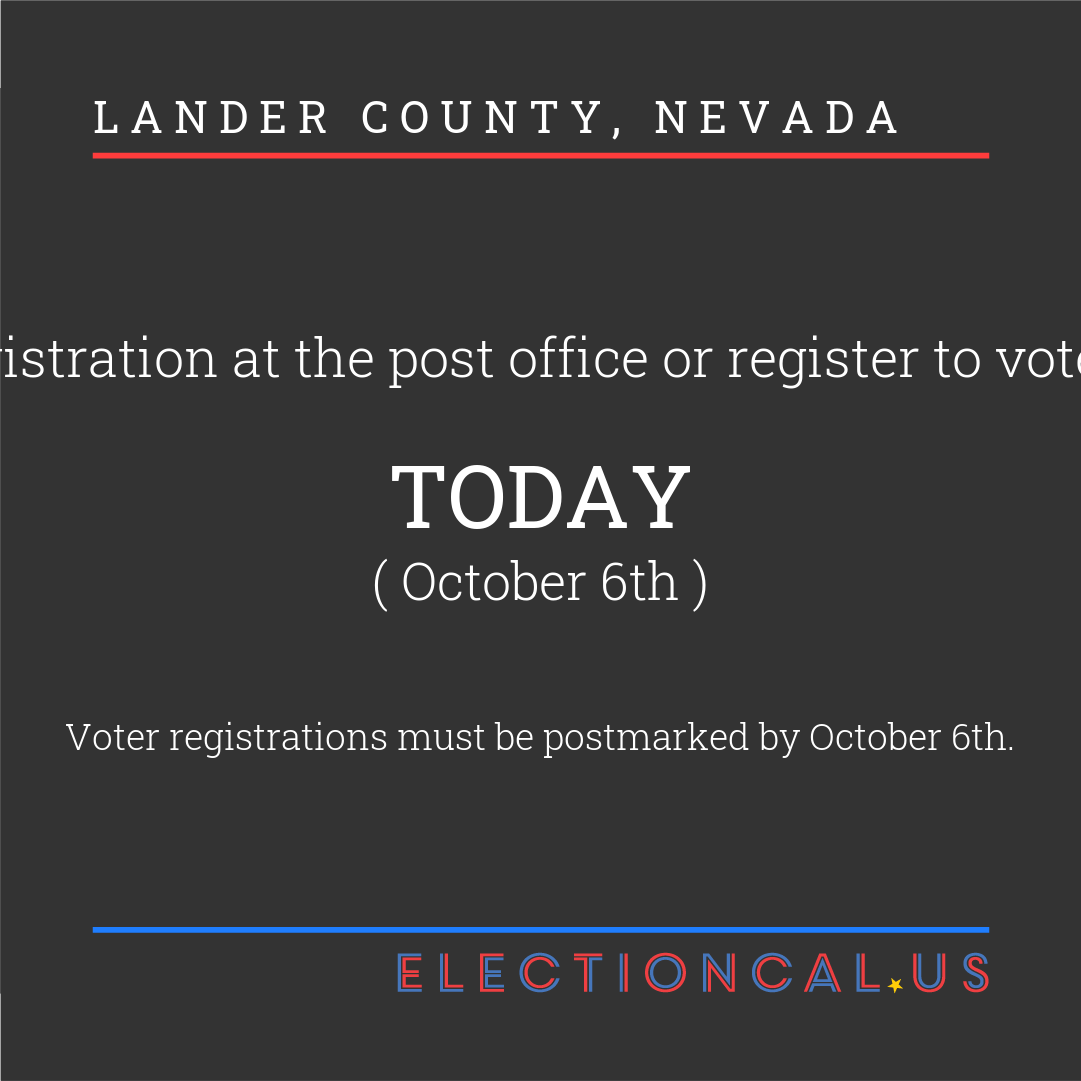 LANDER COUNTY, NEVADA
istration at the post office or register to vote
TODAY
( October 6th )
Voter registrations must be postmarked by October 6th.
ELECTIONCAL.US